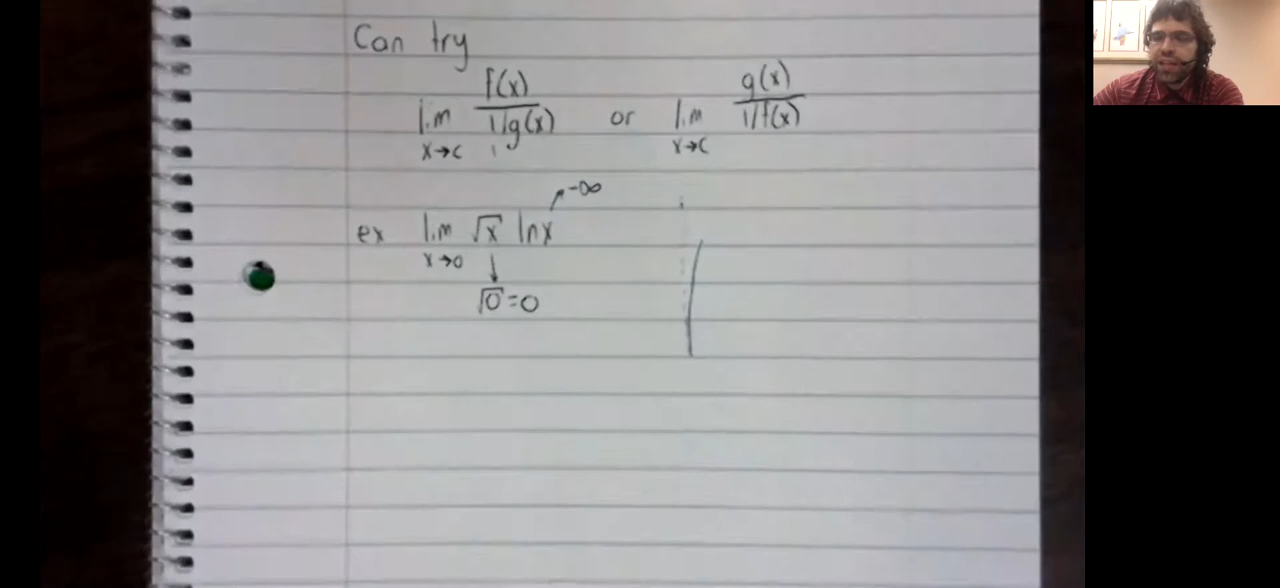 Can try
lim x→c f(x) / 1/g(x) or lim x→c g(x) / 1/f(x)
ex lim x→0 √x ln x ↗ -∞
↓
√0 = 0